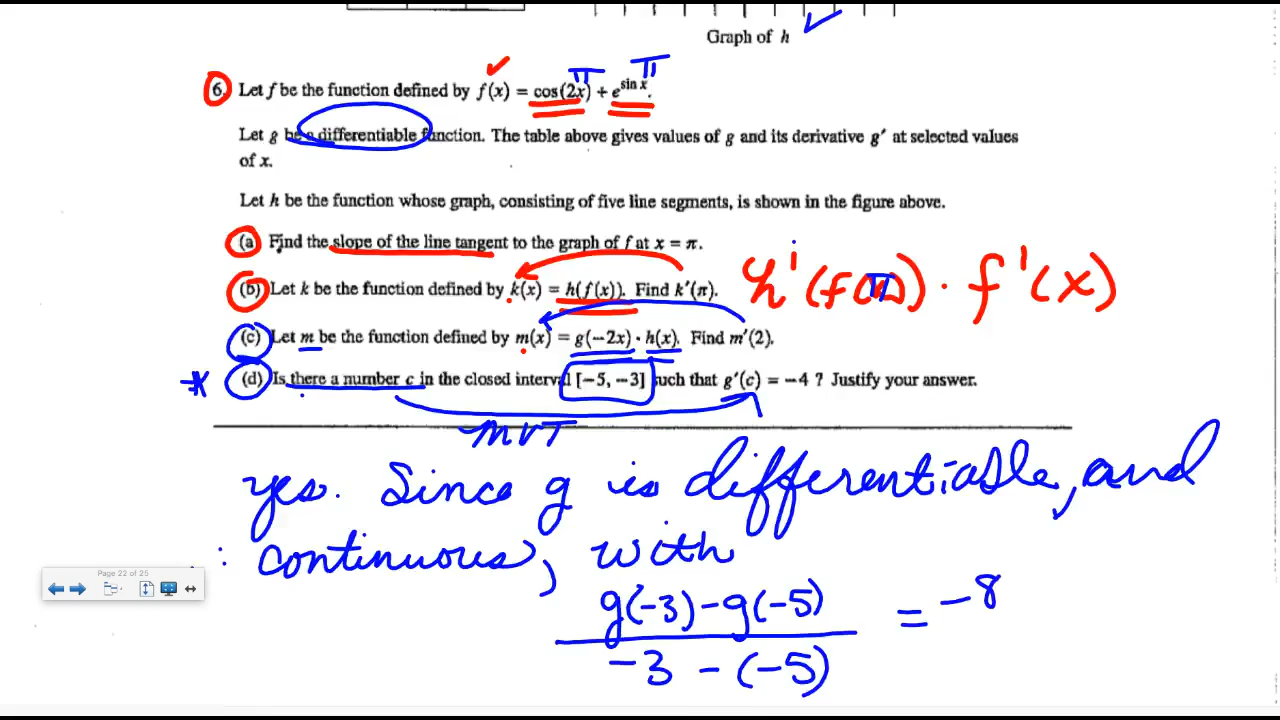 Graph of h
6. Let f be the function defined by f(x) = cos(2x) + e^{sin x}.
π π
Let g be a differentiable function. The table above gives values of g and its derivative g′ at selected values
of x.
Let h be the function whose graph, consisting of five line segments, is shown in the figure above.
(a) Find the slope of the line tangent to the graph of f at x = π.
(b) Let k be the function defined by k(x) = h(f(x)). Find k′(π).
h'(f(π)) · f'(x)
(c) Let m be the function defined by m(x) = g(−2x) · h(x). Find m′(2).
* (d) Is there a number c in the closed interval [−5, −3] such that g′(c) = −4 ? Justify your answer.
MVT
yes. Since g is differentiable, and
continuous, with
Page 22 of 25
g(-3) - g(-5) = -8
-3 - (-5)